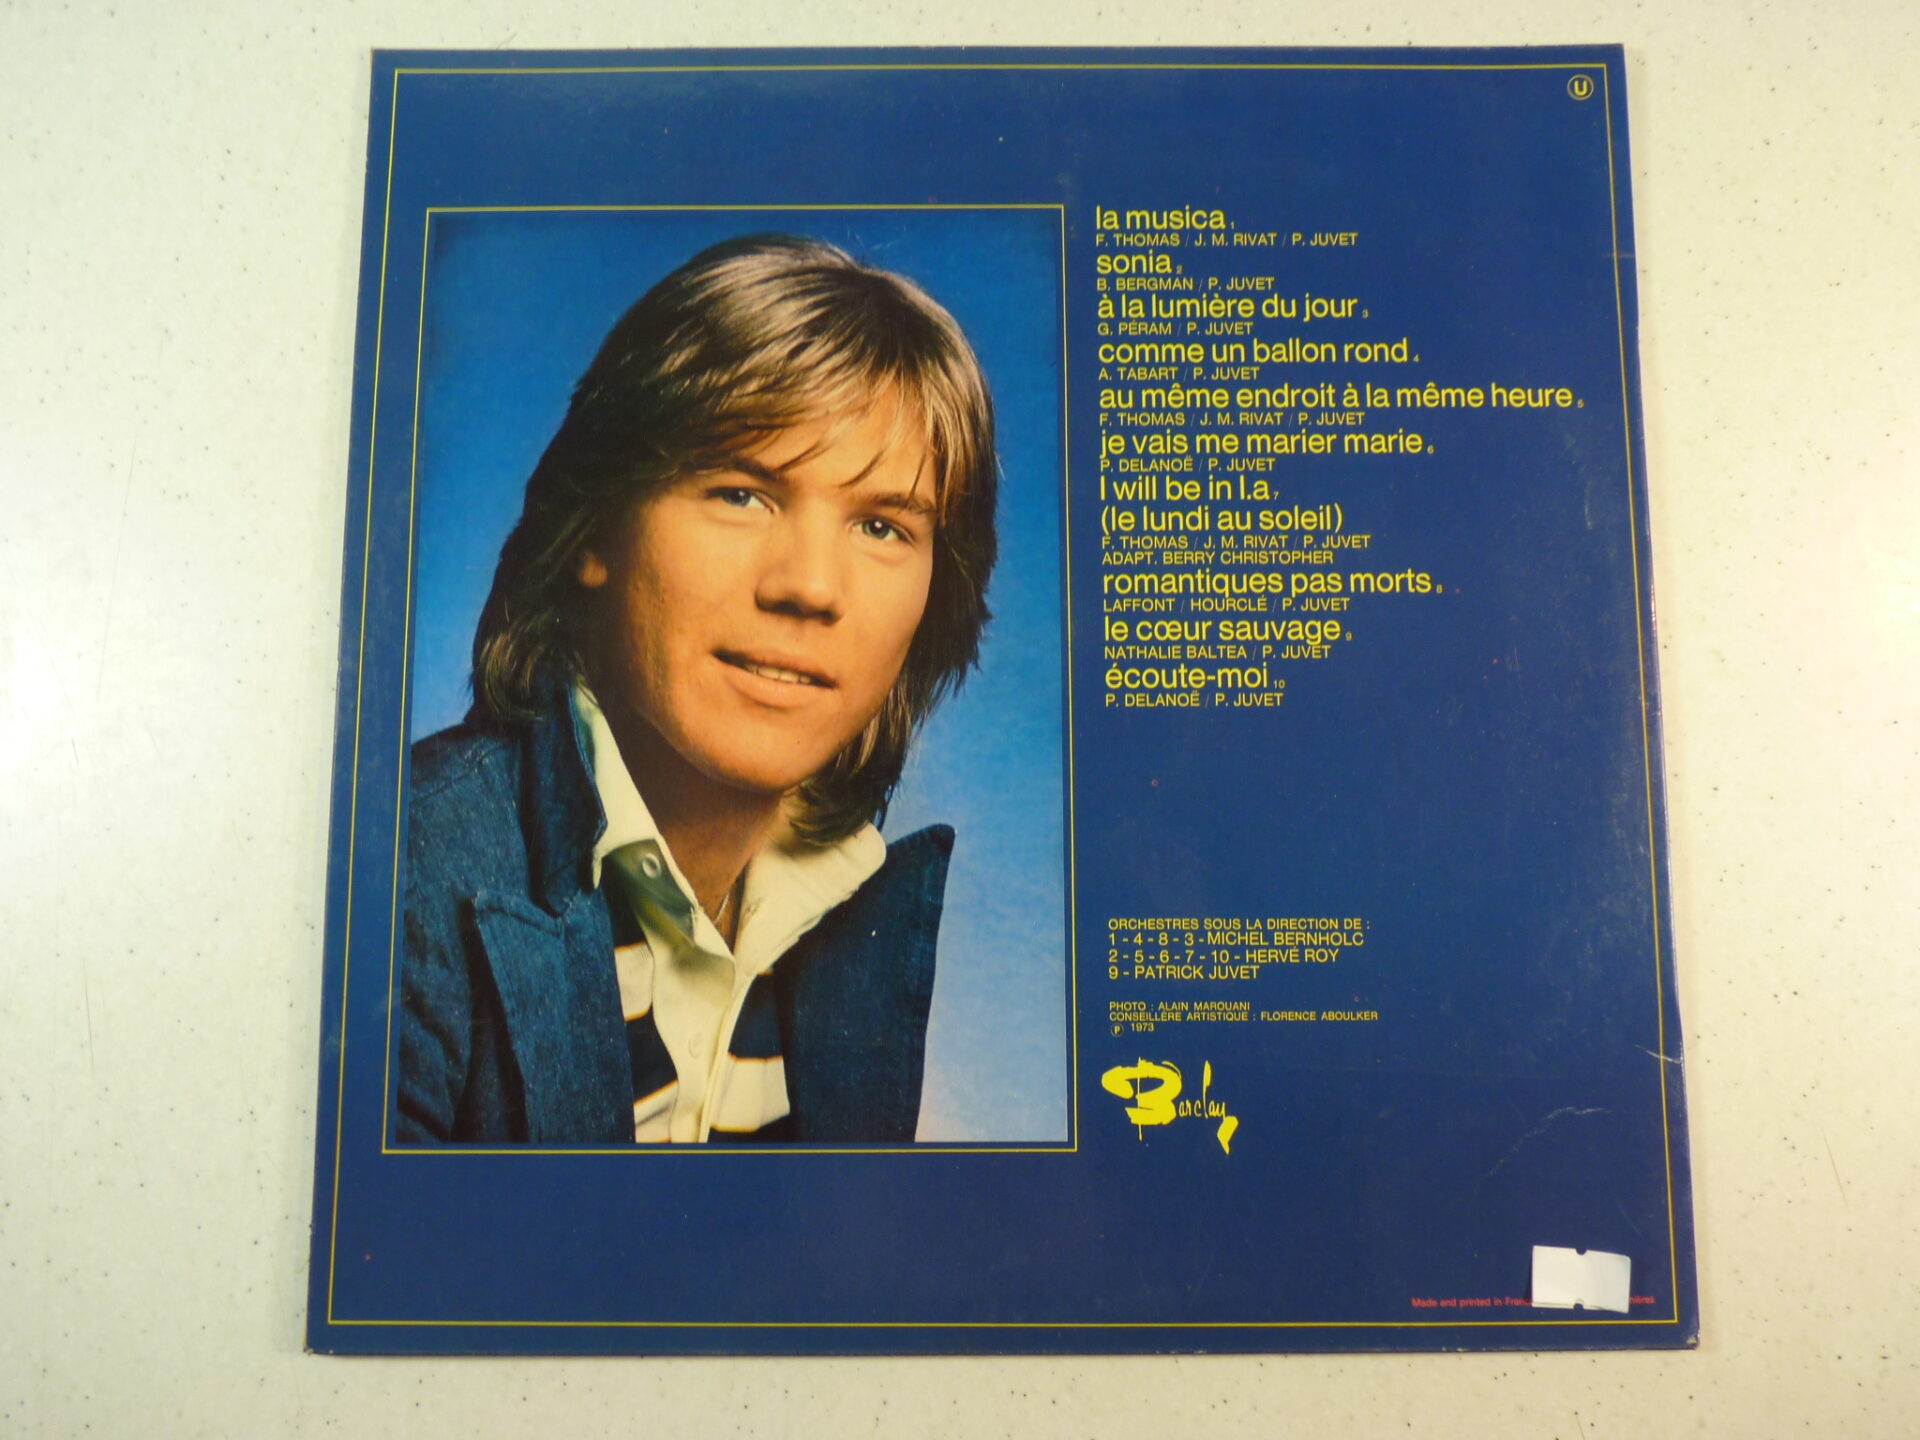 U
la musica 1
F. THOMAS / J. M. RIVAT / P. JUVET
sonia 2
B. BERGMAN / P. JUVET
à la lumière du jour 3
G. PÉRAM / P. JUVET
comme un ballon rond 4
A. TABART / P. JUVET
au même endroit à la même heure 5
F. THOMAS / J. M. RIVAT / P. JUVET
je vais me marier marie 6
P. DELANOË / P. JUVET
I will be in l.a 7
(le lundi au soleil)
F. THOMAS / J. M. RIVAT / P. JUVET
ADAPT. BERRY CHRISTOPHER
romantiques pas morts 8
LAFFONT / HOURCLÉ / P. JUVET
le cœur sauvage 9
NATHALIE BALTEA / P. JUVET
écoute-moi 10
P. DELANOË / P. JUVET
ORCHESTRES SOUS LA DIRECTION DE :
1 - 4 - 8 - 3 - MICHEL BERNHOLC
2 - 5 - 6 - 7 - 10 - HERVÉ ROY
9 - PATRICK JUVET
PHOTO : ALAIN MAROUANI
CONSEILLÈRE ARTISTIQUE : FLORENCE ABOULKER
℗ 1973
Barclay
Made and printed in